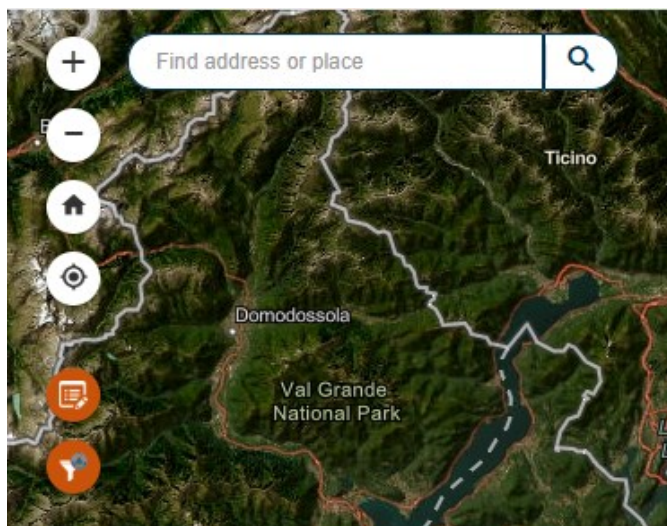 Find address or place
Ticino
Domodossola
Val Grande
National Park